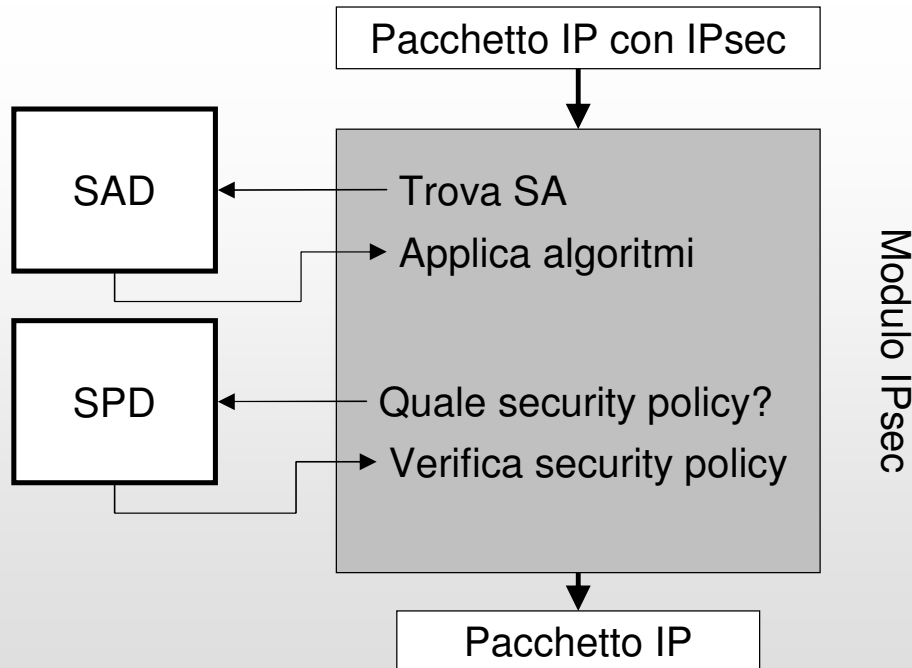 Pacchetto IP con IPsec
SAD
Trova SA
Applica algoritmi
SPD
Quale security policy?
Verifica security policy
Modulo IPsec
Pacchetto IP